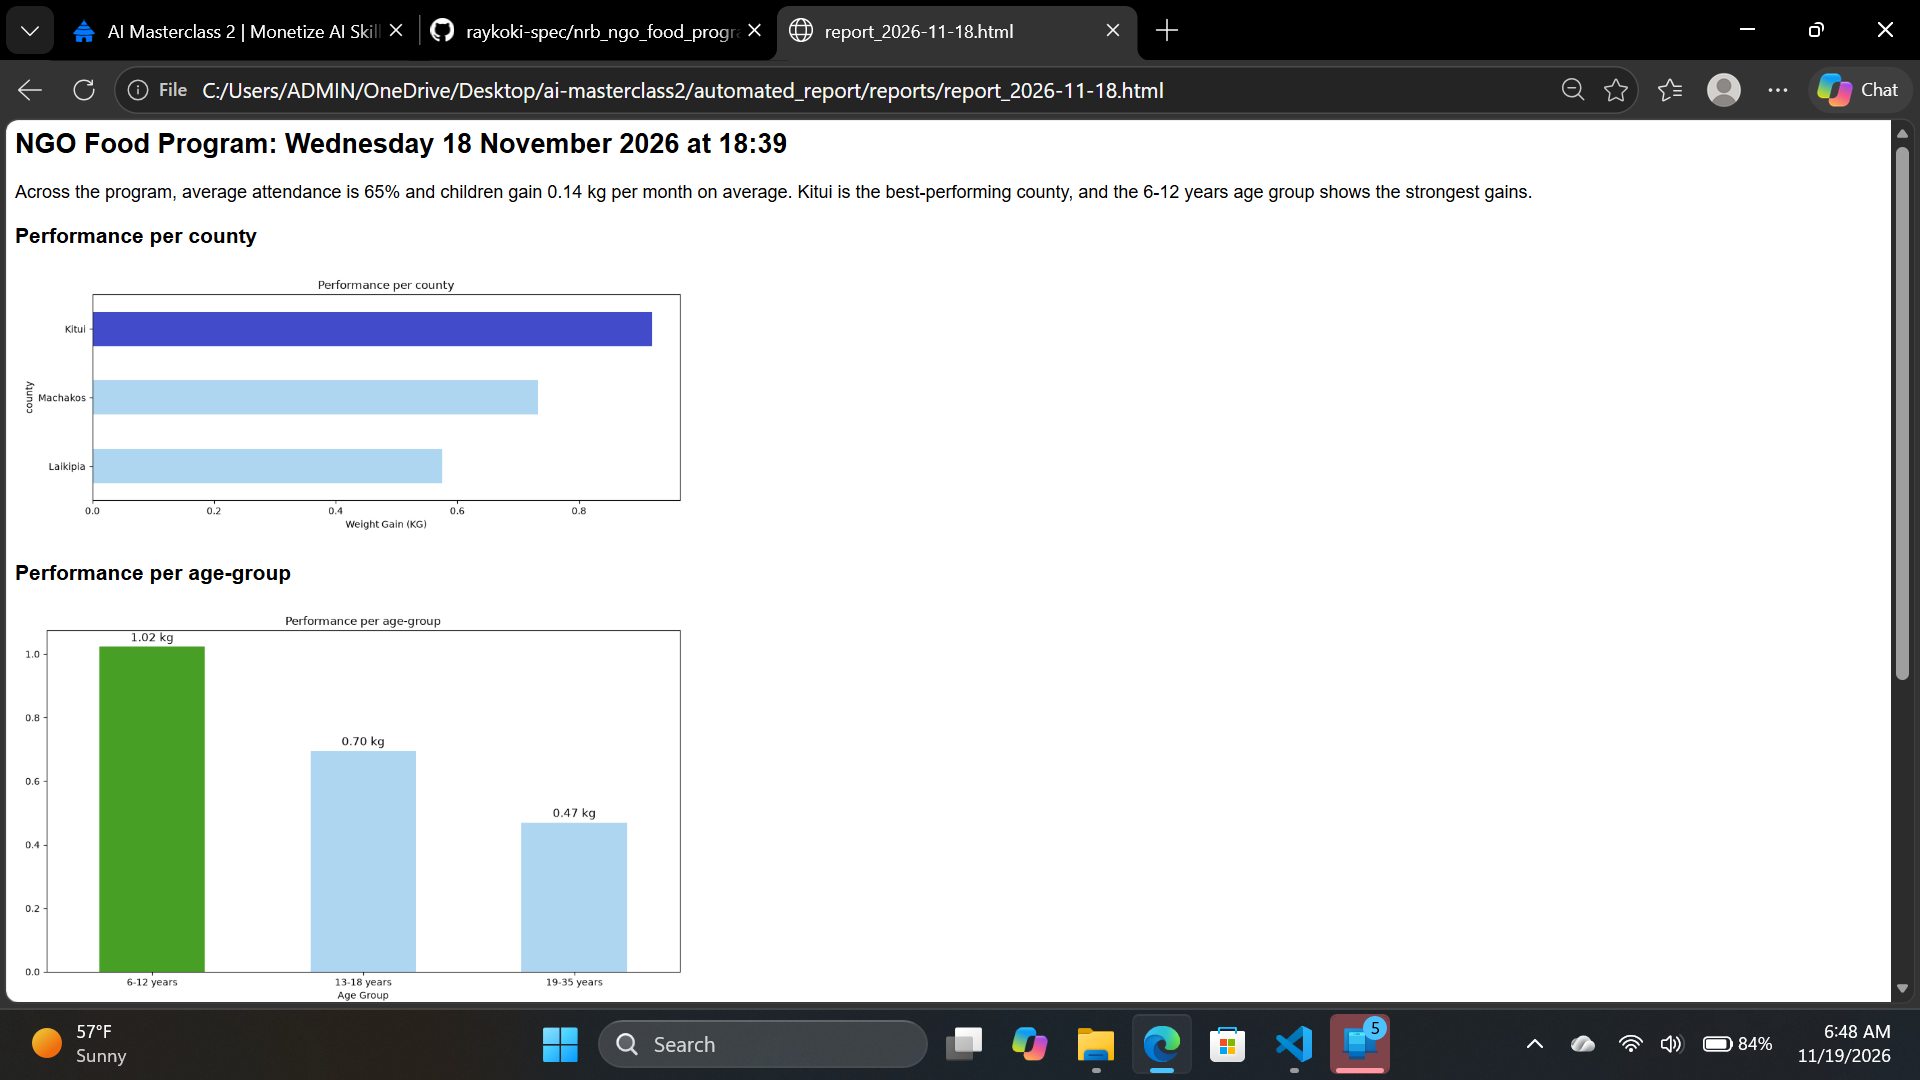 AI Masterclass 2 | Monetize AI Skil
raykoki-spec/nrb_ngo_food_progr
report_2026-11-18.html
File
C:/Users/ADMIN/OneDrive/Desktop/ai-masterclass2/automated_report/reports/report_2026-11-18.html
Chat
NGO Food Program: Wednesday 18 November 2026 at 18:39
Across the program, average attendance is 65% and children gain 0.14 kg per month on average. Kitui is the best-performing county, and the 6-12 years age group shows the strongest gains.
Performance per county
Performance per county
Kitui
Machakos
Laikipia
county
0.0 0.2 0.4 0.6 0.8
Weight Gain (KG)
Performance per age-group
Performance per age-group
1.02 kg
0.70 kg
0.47 kg
1.0
0.8
0.6
0.4
0.2
0.0
6-12 years 13-18 years 19-35 years
Age Group
57°F
Sunny
Search
5
84%
6:48 AM
11/19/2026